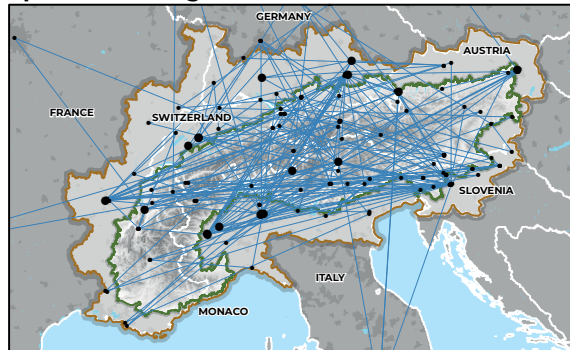 GERMANY
AUSTRIA
FRANCE
SWITZERLAND
SLOVENIA
ITALY
MONACO